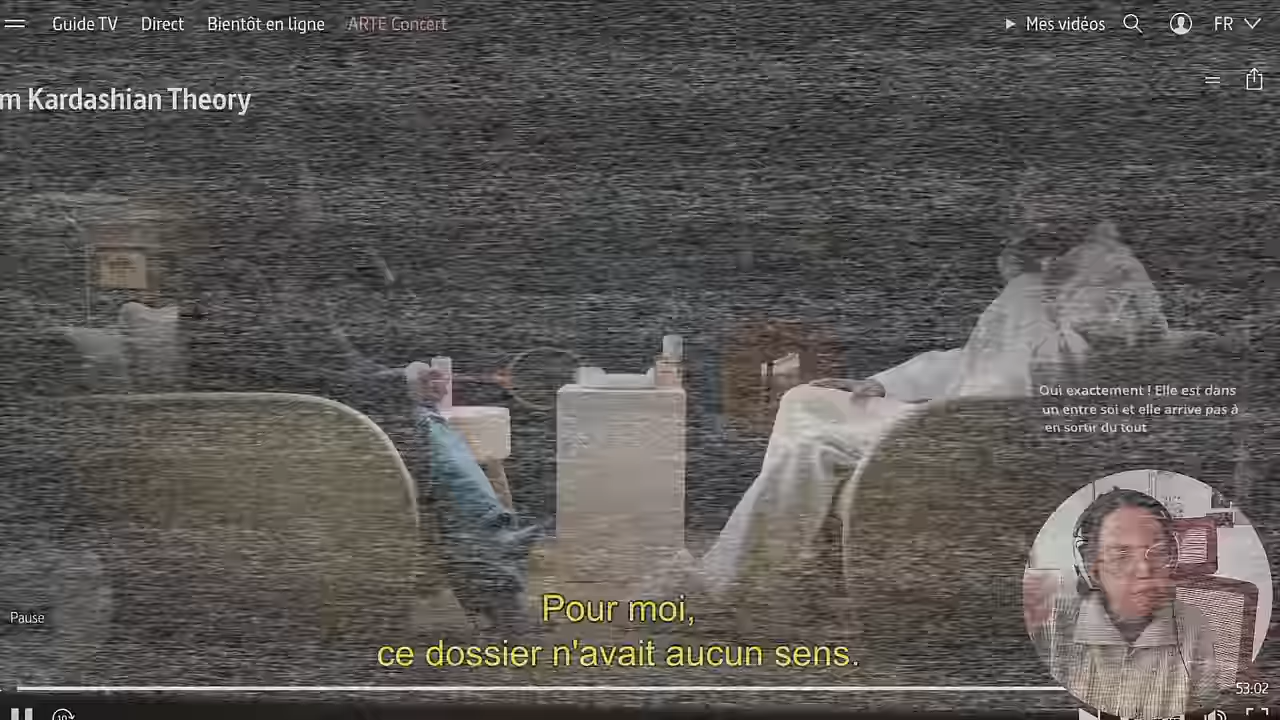 Guide TV Direct Bientôt en ligne ARTE Concert Mes vidéos FR
m Kardashian Theory
Oui exactement ! Elle est dans
un entre soi et elle arrive pas à
en sortir du tout
Pause
Pour moi,
ce dossier n'avait aucun sens.
53:02
10